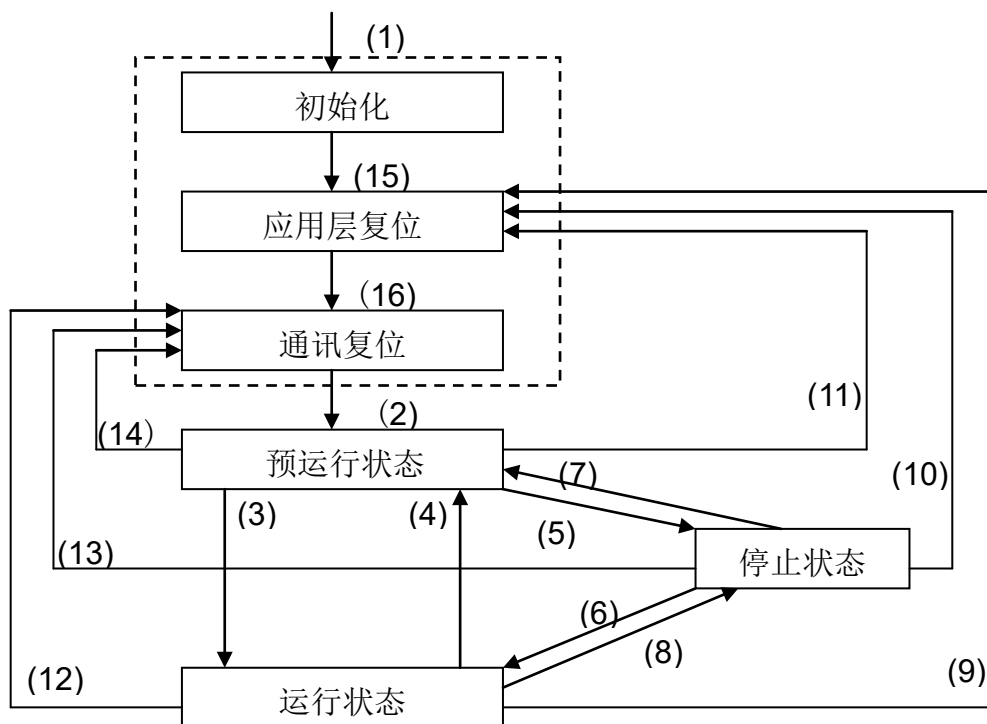 (1)
初始化
(15)
应用层复位
（16)
通讯复位
（2)
(11)
(14）
预运行状态
(7)
(10)
(3)
(4)
(5)
(13)
停止状态
(6)
(8)
(12)
运行状态
(9)